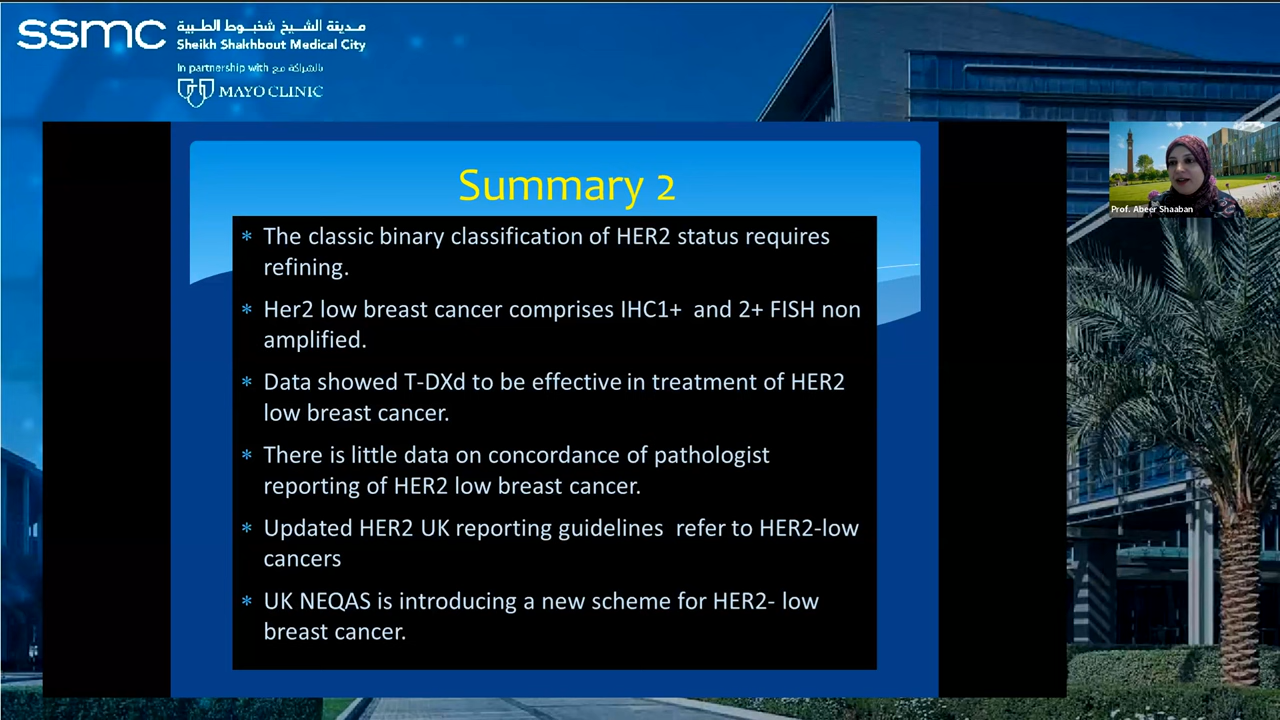 ssmc
مدينة الشيخ شخبوط الطبية
Sheikh Shakhbout Medical City
In partnership with بالشراكة مع
MAYO CLINIC
Prof. Abeer Shaaban
Summary 2
* The classic binary classification of HER2 status requires
refining.
* Her2 low breast cancer comprises IHC1+ and 2+ FISH non
amplified.
* Data showed T-DXd to be effective in treatment of HER2
low breast cancer.
* There is little data on concordance of pathologist
reporting of HER2 low breast cancer.
* Updated HER2 UK reporting guidelines refer to HER2-low
cancers
* UK NEQAS is introducing a new scheme for HER2- low
breast cancer.